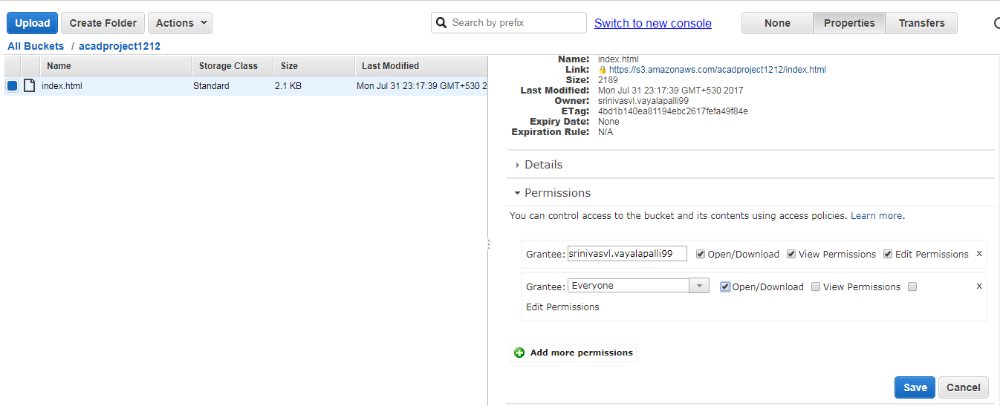 Upload Create Folder Actions Search by prefix Switch to new console None Properties Transfers
All Buckets / acadproject1212
Name Storage Class Size Last Modified
index.html Standard 2.1 KB Mon Jul 31 23:17:39 GMT+530 2
Name: index.html
Link: https://s3.amazonaws.com/acadproject1212/index.html
Size: 2189
Last Modified: Mon Jul 31 23:17:39 GMT+530 2017
Owner: srinivasvl.vayalapalli99
ETag: 4bd1b140ea81194ebc2617fefa49f84e
Expiry Date: None
Expiration Rule: N/A
Details
Permissions
You can control access to the bucket and its contents using access policies. Learn more.
Grantee: srinivasvl.vayalapalli99 Open/Download View Permissions Edit Permissions x
Grantee: Everyone Open/Download View Permissions x
Edit Permissions
Add more permissions
Save Cancel